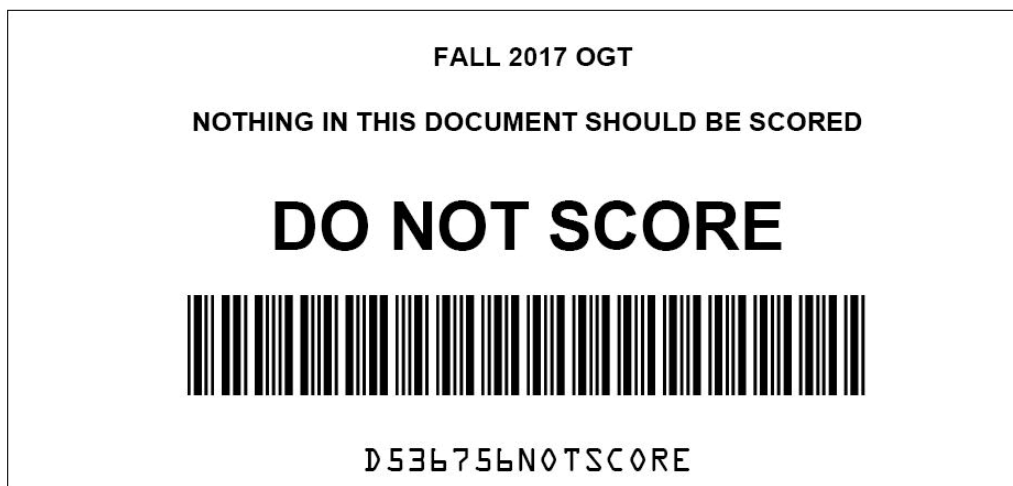 FALL 2017 OGT
NOTHING IN THIS DOCUMENT SHOULD BE SCORED
DO NOT SCORE
D536756NOTSCORE